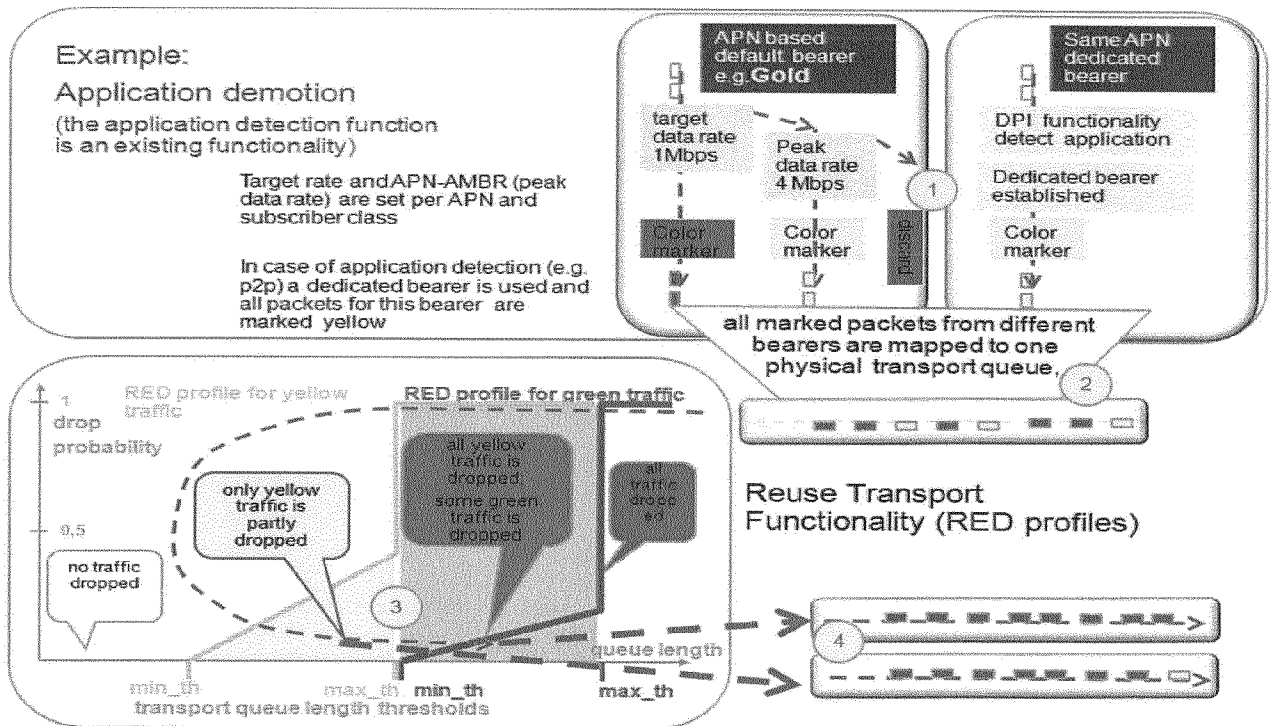 Example:
Application demotion
(the application detection function
is an existing functionality)
Target rate and APN-AMBR (peak
data rate) are set per APN and
subscriber class
In case of application detection (e.g.
p2p) a dedicated bearer is used and
all packets for this bearer are
marked yellow
APN based
default bearer
e.g. Gold
target
data rate
1Mbps
Peak
data rate
4 Mbps
1
Color
marker
Color
marker
discard
Same APN
dedicated
bearer
DPI functionality
detect application
Dedicated bearer
established
Color
marker
all marked packets from different
bearers are mapped to one
physical transport queue,
2
RED profile for yellow
traffic
RED profile for green traffic
1
drop
probability
0,5
no traffic
dropped
only yellow
traffic is
partly
dropped
all yellow
traffic is
dropped;
some green
traffic is
dropped
all
traffic
dropp
ed
3
queue length
min_th
max_th
min_th
max_th
transport queue length thresholds
Reuse Transport
Functionality (RED profiles)
4